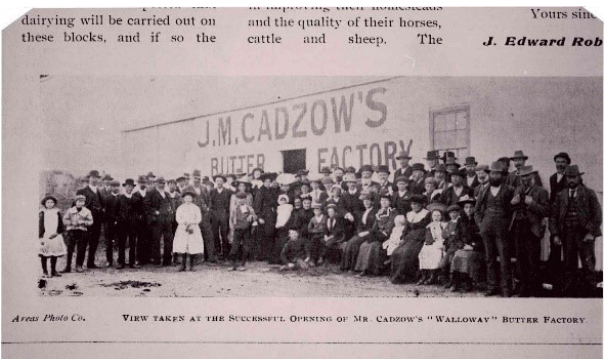 dairying will be carried out on
these blocks, and if so the
in improving their homesteads
and the quality of their horses,
cattle and sheep. The
Yours sinc
J. Edward Rob
J.M. CADZOW'S
BUTTER FACTORY
Areas Photo Co. VIEW TAKEN AT THE SUCCESSFUL OPENING OF MR. CADZOW'S "WALLOWAY" BUTTER FACTORY.